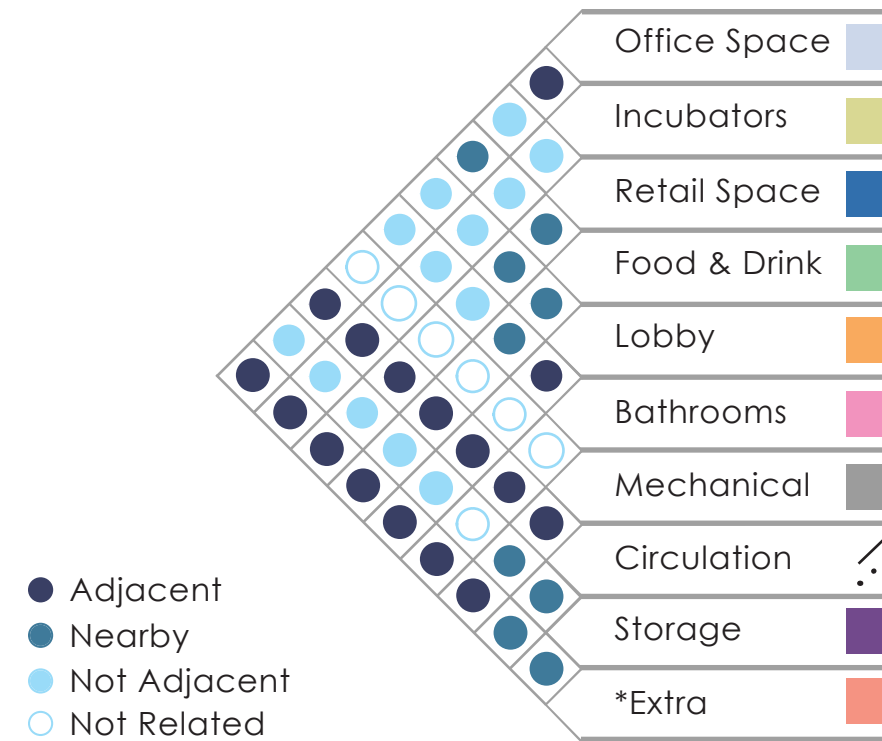 Office Space
Incubators
Retail Space
Food & Drink
Lobby
Bathrooms
Mechanical
Circulation
Storage
*Extra
Adjacent
Nearby
Not Adjacent
Not Related